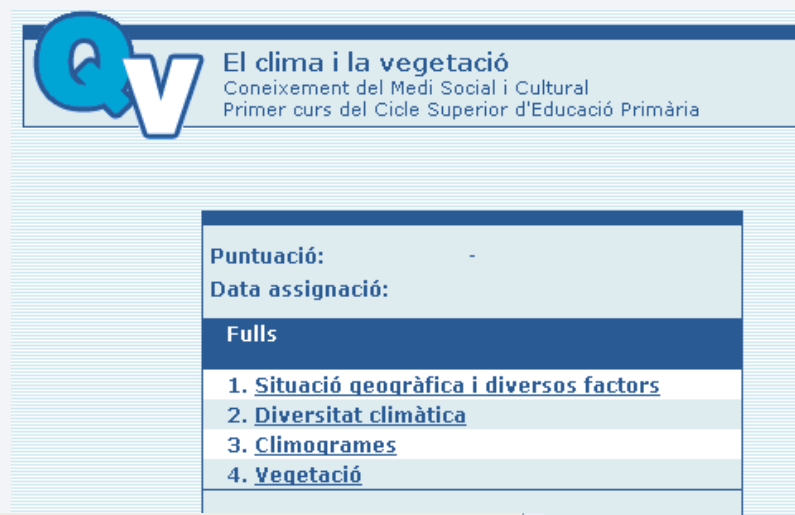 QV
El clima i la vegetació
Coneixement del Medi Social i Cultural
Primer curs del Cicle Superior d'Educació Primària
Puntuació: -
Data assignació:
Fulls
1. Situació geogràfica i diversos factors
2. Diversitat climàtica
3. Climogrames
4. Vegetació